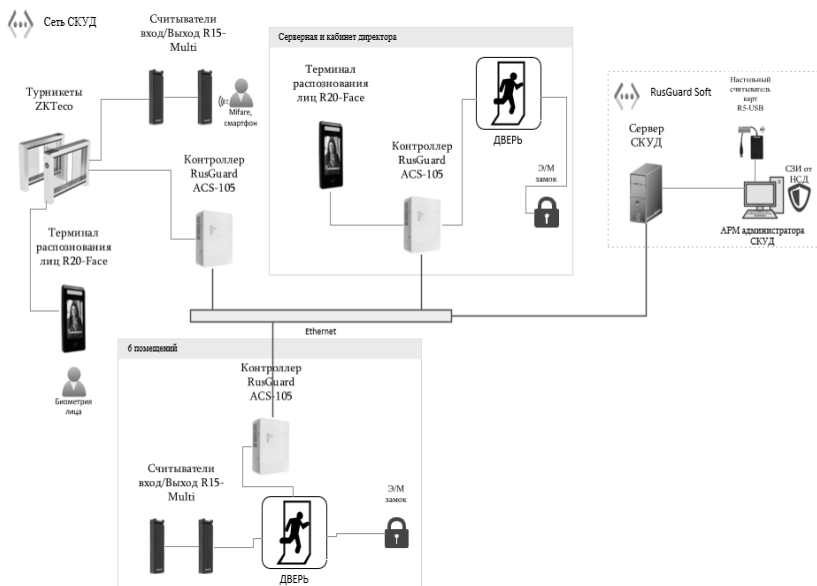 Сеть СКУД
Считыватели
вход/Выход R15-
Multi
Mifare,
смартфон
Турникеты
ZKTeco
Контроллер
RusGuard
ACS-105
Терминал
распознования
лиц R20-Face
Биометрия
лица
Серверная и кабинет директора
Терминал
распознования
лиц R20-Face
Контроллер
RusGuard
ACS-105
ДВЕРЬ
Э/М
замок
RusGuard Soft
Настольный
считыватель
карт
R5-USB
Сервер
СКУД
СЗИ от
НСД
АРМ администратора
СКУД
Ethernet
6 помещений
Контроллер
RusGuard
ACS-105
Считыватели
вход/Выход R15-
Multi
ДВЕРЬ
Э/М
замок